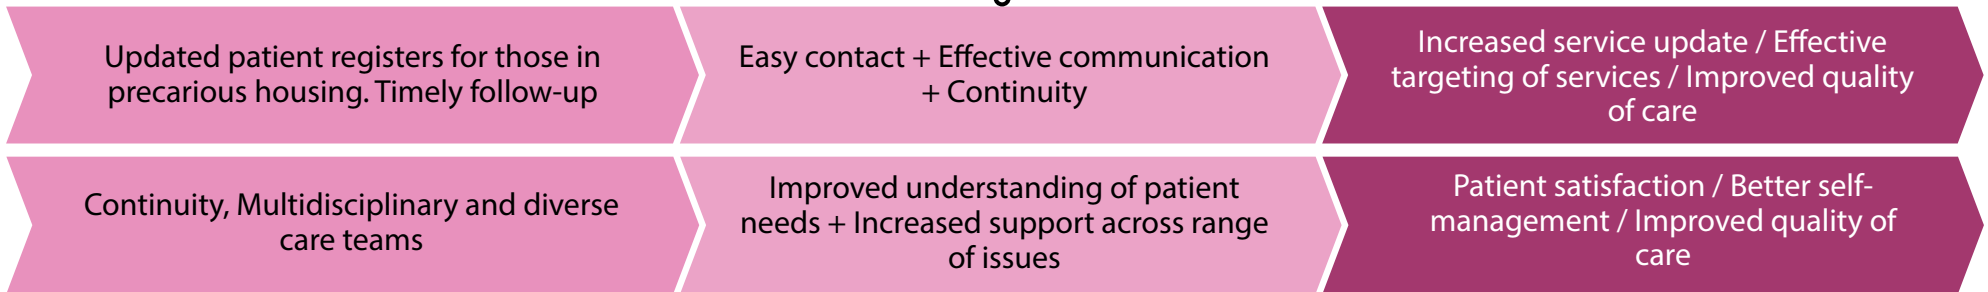 Updated patient registers for those in
precarious housing. Timely follow-up
Easy contact + Effective communication
+ Continuity
Increased service update / Effective
targeting of services / Improved quality
of care
Continuity, Multidisciplinary and diverse
care teams
Improved understanding of patient
needs + Increased support across range
of issues
Patient satisfaction / Better self-
management / Improved quality of
care